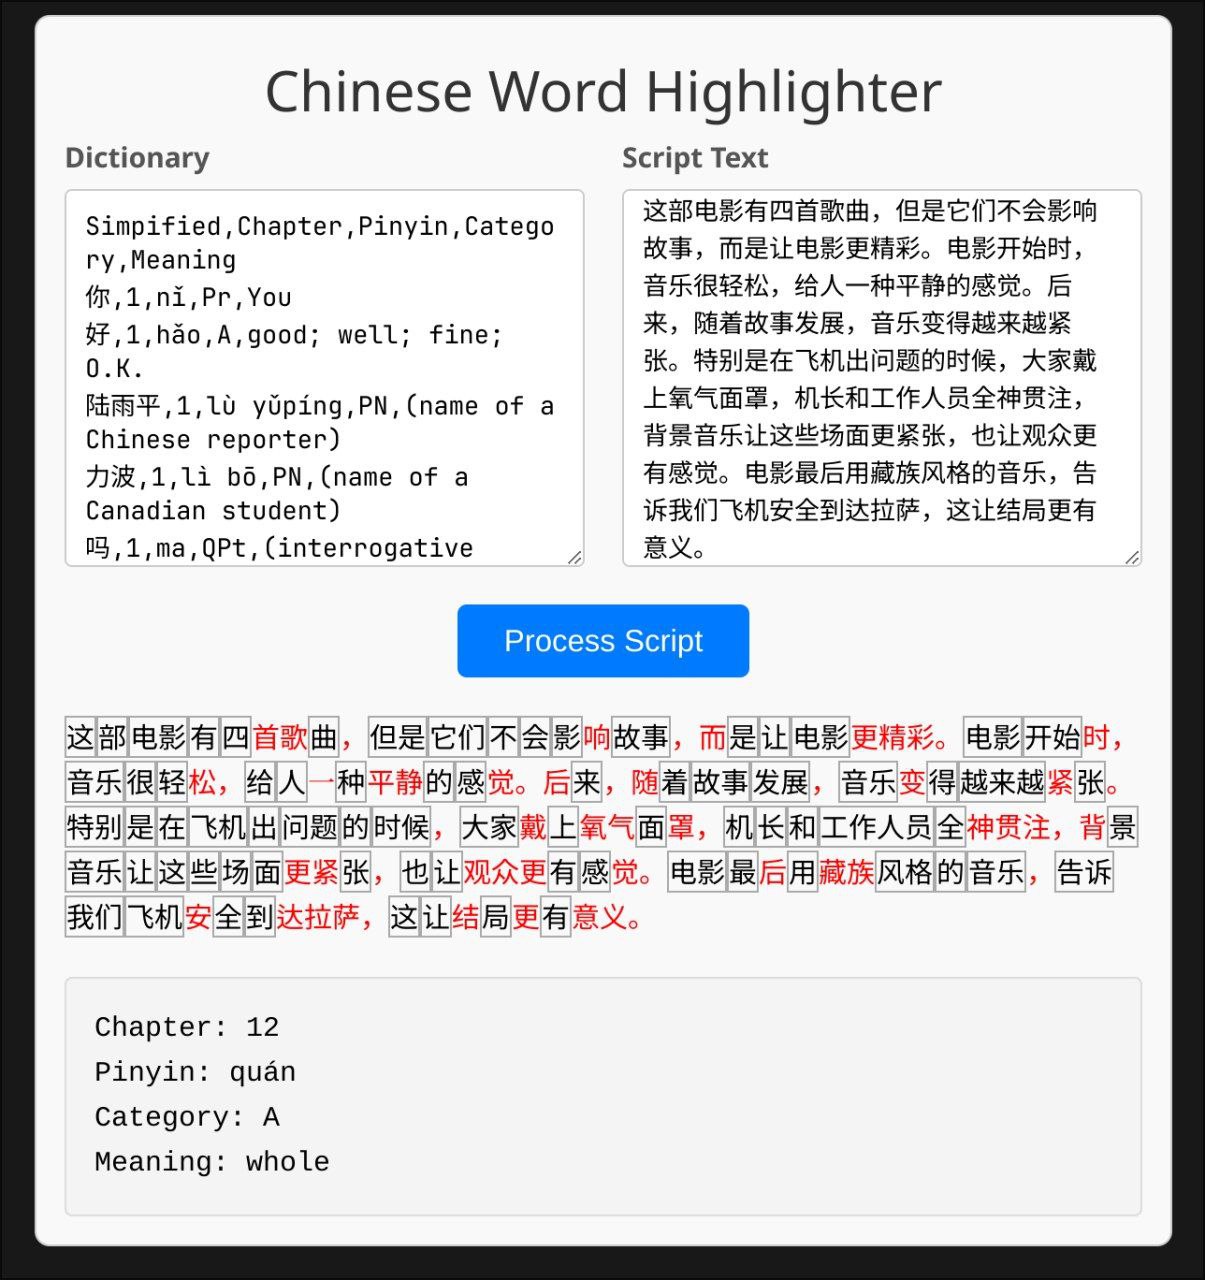 Chinese Word Highlighter
Dictionary
Simpified,Chapter,Pinyin,Catego
ry,Meaning
你,1,nǐ,Pr,You
好,1,hǎo,A,good; well; fine;
O.K.
陆雨平,1,lù yǔpíng,PN,(name of a
Chinese reporter)
力波,1,lì bō,PN,(name of a
Canadian student)
吗,1,ma,QPt,(interrogative
Script Text
这部电影有四首歌曲，但是它们不会影响
故事，而是让电影更精彩。电影开始时，
音乐很轻松，给人一种平静的感觉。后
来，随着故事发展，音乐变得越来越紧
张。特别是在飞机出问题的时候，大家戴
上氧气面罩，机长和工作人员全神贯注，
背景音乐让这些场面更紧张，也让观众更
有感觉。电影最后用藏族风格的音乐，告
诉我们飞机安全到达拉萨，这让结局更有
意义。
Process Script
这部电影有四首歌曲，但是它们不会影响故事，而是让电影更精彩。电影开始时，
音乐很轻松，给人一种平静的感觉。后来，随着故事发展，音乐变得越来越紧张。
特别是在飞机出问题的时候，大家戴上氧气面罩，机长和工作人员全神贯注，背景
音乐让这些场面更紧张，也让观众更有感觉。电影最后用藏族风格的音乐，告诉
我们飞机安全到达拉萨，这让结局更有意义。
Chapter: 12
Pinyin: quán
Category: A
Meaning: whole